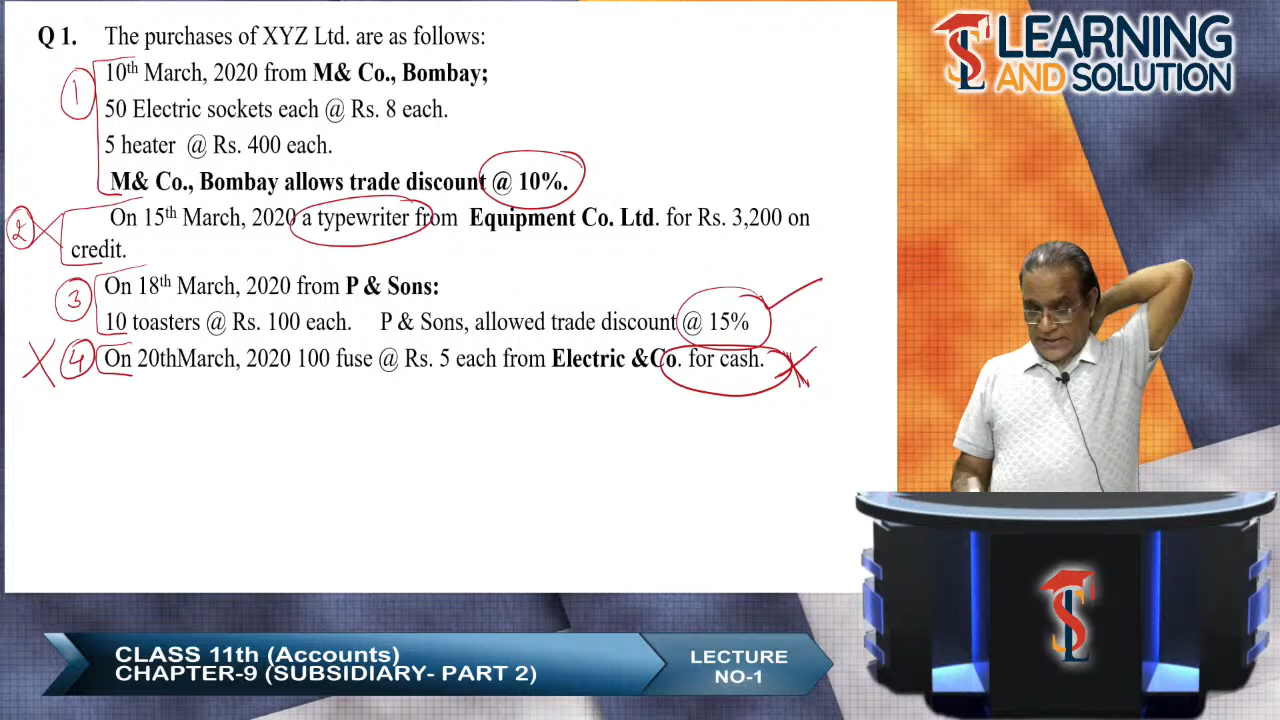 Q 1. The purchases of XYZ Ltd. are as follows:
10th March, 2020 from M& Co., Bombay;
1
50 Electric sockets each @ Rs. 8 each.
5 heater @ Rs. 400 each.
M& Co., Bombay allows trade discount @ 10%.
2
On 15th March, 2020 a typewriter from Equipment Co. Ltd. for Rs. 3,200 on
credit.
3
On 18th March, 2020 from P & Sons:
10 toasters @ Rs. 100 each. P & Sons, allowed trade discount @ 15%
4
On 20thMarch, 2020 100 fuse @ Rs. 5 each from Electric &Co. for cash.
LEARNING
AND SOLUTION
CLASS 11th (Accounts)
CHAPTER-9 (SUBSIDIARY- PART 2)
LECTURE
NO-1